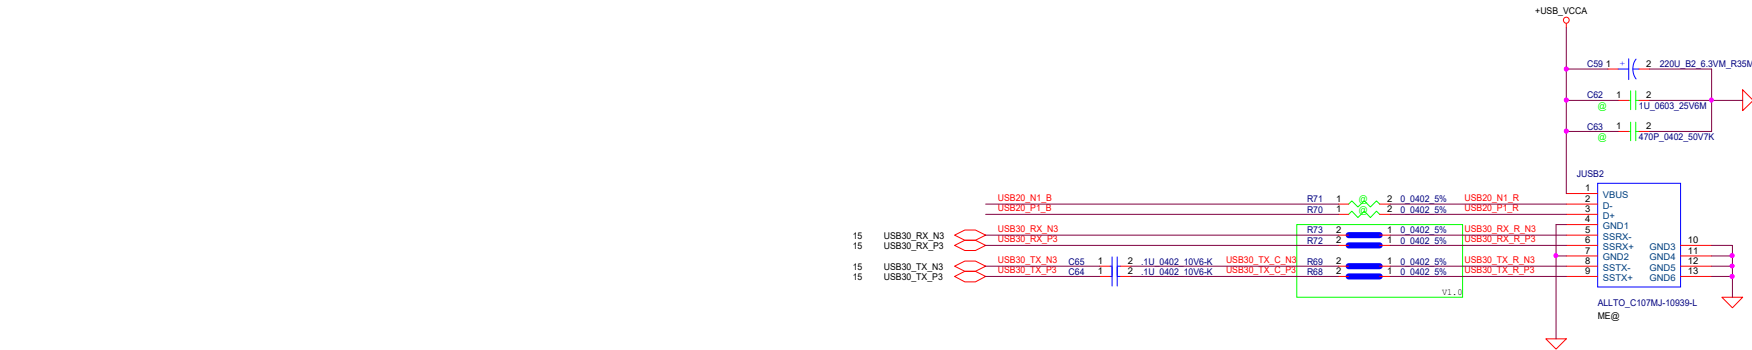 +USB_VCCA
C59 1 + 2 220U_B2_6.3VM_R35M
C62 1 2
@ 1U_0603_25V6M
C63 1 2
@ 470P_0402_50V7K
JUSB2
USB20_N1_B R71 1 @ 2 0_0402_5% USB20_N1_R
USB20_P1_B R70 1 @ 2 0_0402_5% USB20_P1_R
15 USB30_RX_N3 USB30_RX_N3 R73 2 1 0_0402_5% USB30_RX_R_N3
15 USB30_RX_P3 USB30_RX_P3 R72 2 1 0_0402_5% USB30_RX_R_P3
15 USB30_TX_N3 USB30_TX_N3 C65 1 2 .1U_0402_10V6-K USB30_TX_C_N3 R69 2 1 0_0402_5% USB30_TX_R_N3
15 USB30_TX_P3 USB30_TX_P3 C64 1 2 .1U_0402_10V6-K USB30_TX_C_P3 R68 2 1 0_0402_5% USB30_TX_R_P3
V1.0
1 VBUS
2 D-
3 D+
4 GND1
5 SSRX-
6 SSRX+ GND3 10
7 GND2 GND4 11
8 SSTX- GND5 12
9 SSTX+ GND6 13
ALLTO_C107MJ-10939-L
ME@